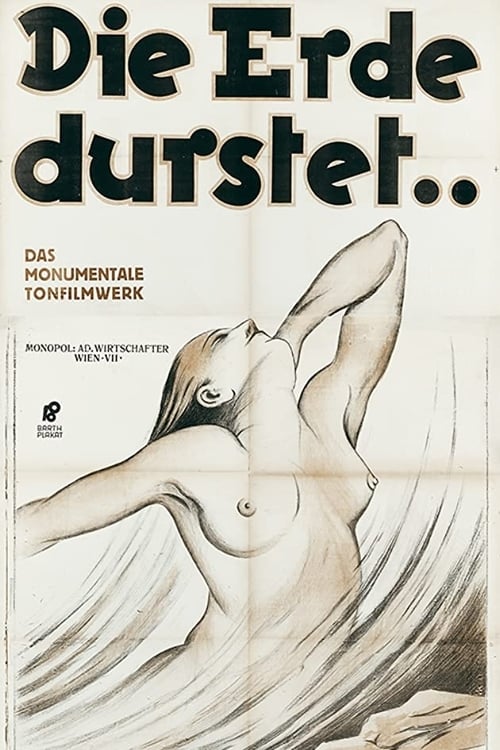 Die Erde
durstet..
DAS
MONUMENTALE
TONFILMWERK
MONOPOL: AD. WIRTSCHAFTER
WIEN·VII·
BARTH
PLAKAT